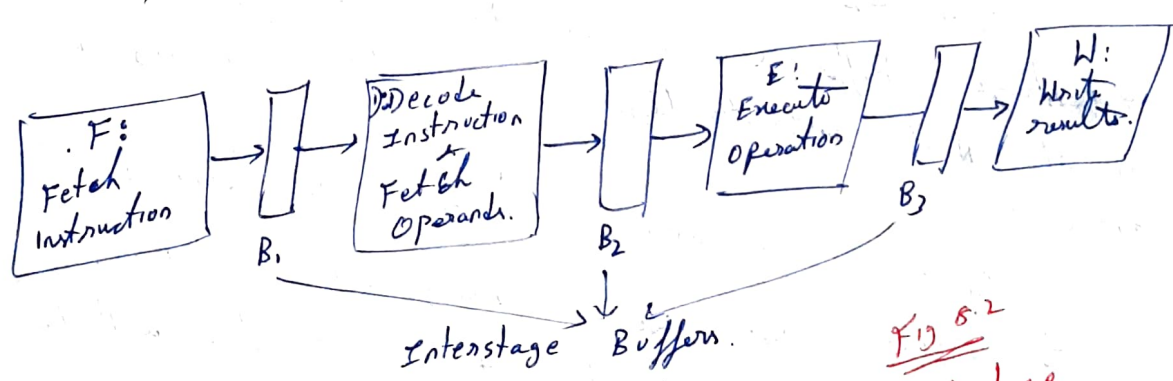 F:
Fetch
Instruction
B1
D: Decode
Instruction
&
Fetch
Operands.
B2
E:
Execute
Operation
B3
W:
Write
results.
Interstage Buffers.
Fig 8.2